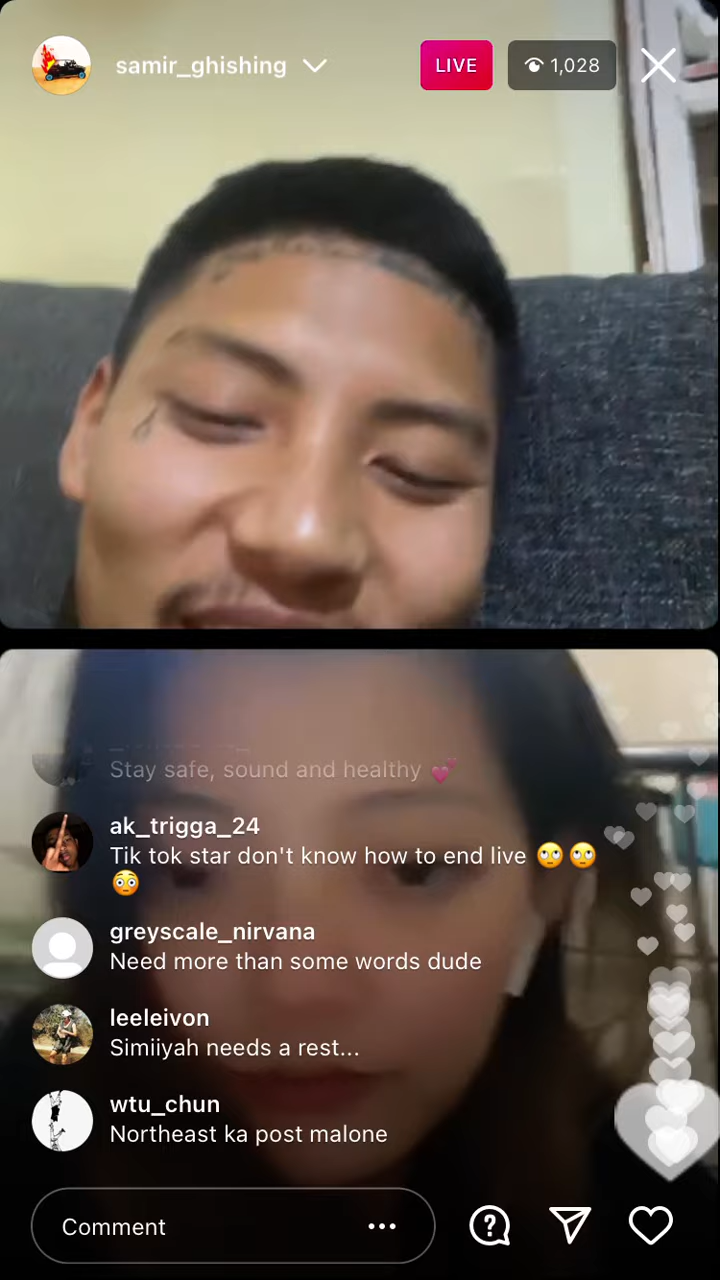 samir_ghishing
LIVE
1,028
Stay safe, sound and healthy 💕
ak_trigga_24
Tik tok star don't know how to end live 🙄🙄
😳
greyscale_nirvana
Need more than some words dude
leeleivon
Simiiyah needs a rest...
wtu_chun
Northeast ka post malone
Comment